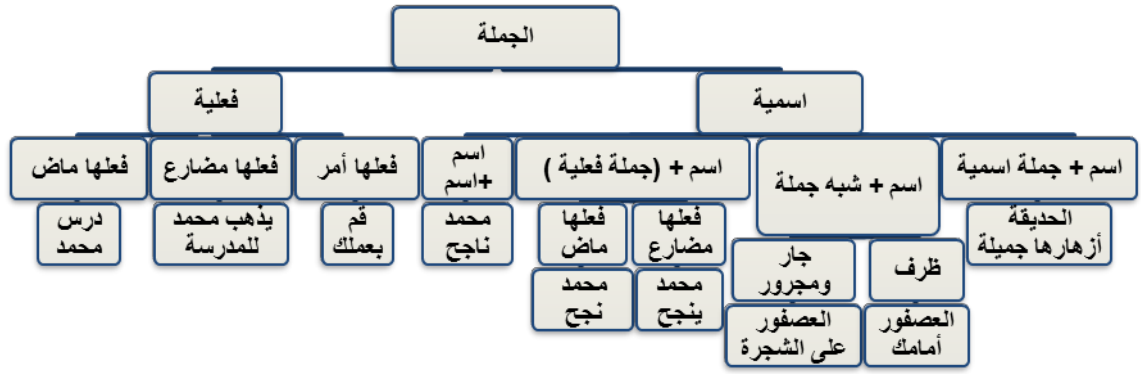 الجملة
اسمية
فعلية
اسم + جملة اسمية
الحديقة
أزهارها جميلة
اسم + شبه جملة
ظرف
العصفور
أمامك
جار
ومجرور
العصفور
على الشجرة
اسم + (جملة فعلية )
فعلها
مضارع
محمد
ينجح
فعلها
ماض
محمد
نجح
اسم
+اسم
محمد
ناجح
فعلها أمر
قم
بعملك
فعلها مضارع
يذهب محمد
للمدرسة
فعلها ماض
درس
محمد